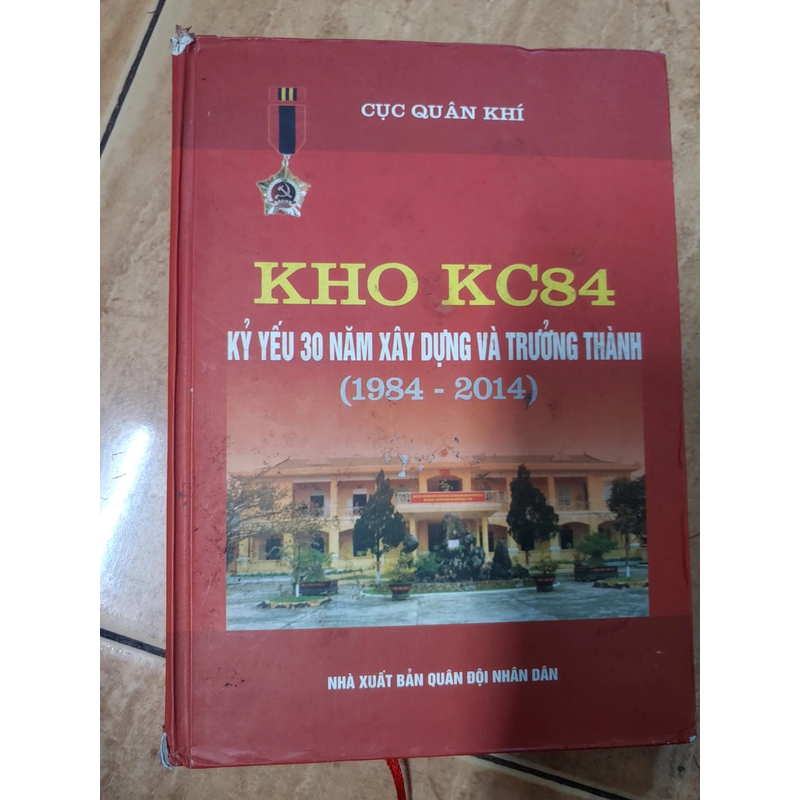 CỤC QUÂN KHÍ
KHO KC84
KỶ YẾU 30 NĂM XÂY DỰNG VÀ TRƯỞNG THÀNH
(1984 - 2014)
NHÀ XUẤT BẢN QUÂN ĐỘI NHÂN DÂN